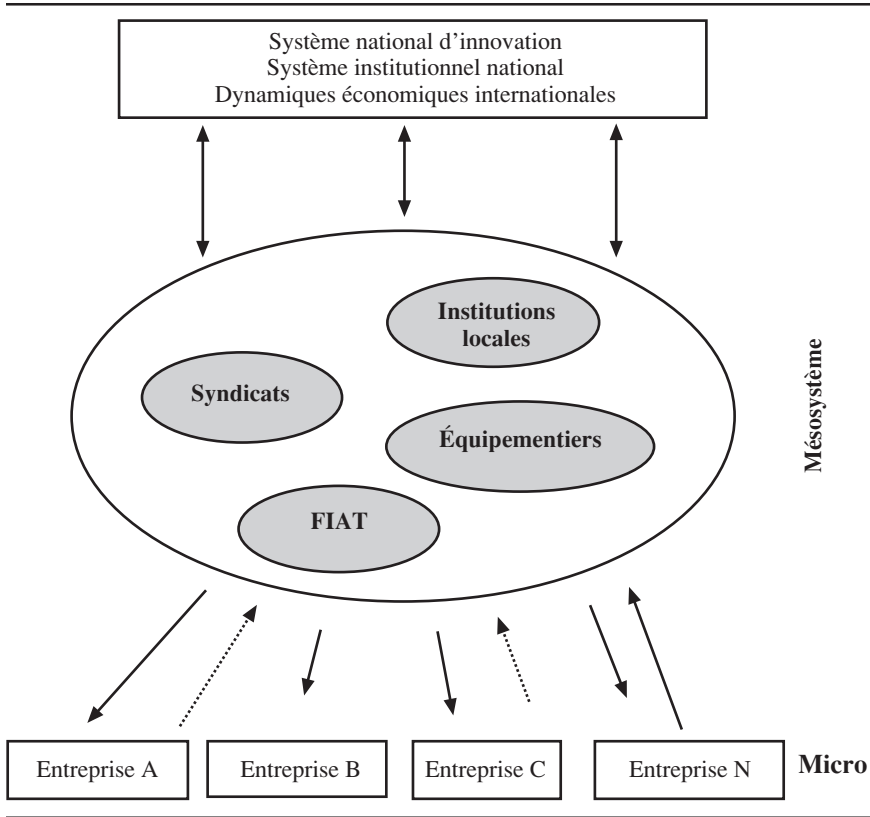 Système national d’innovation
Système institutionnel national
Dynamiques économiques internationales
Institutions
locales
Syndicats
Équipementiers
FIAT
Mésosystème
Entreprise A
Entreprise B
Entreprise C
Entreprise N
Micro